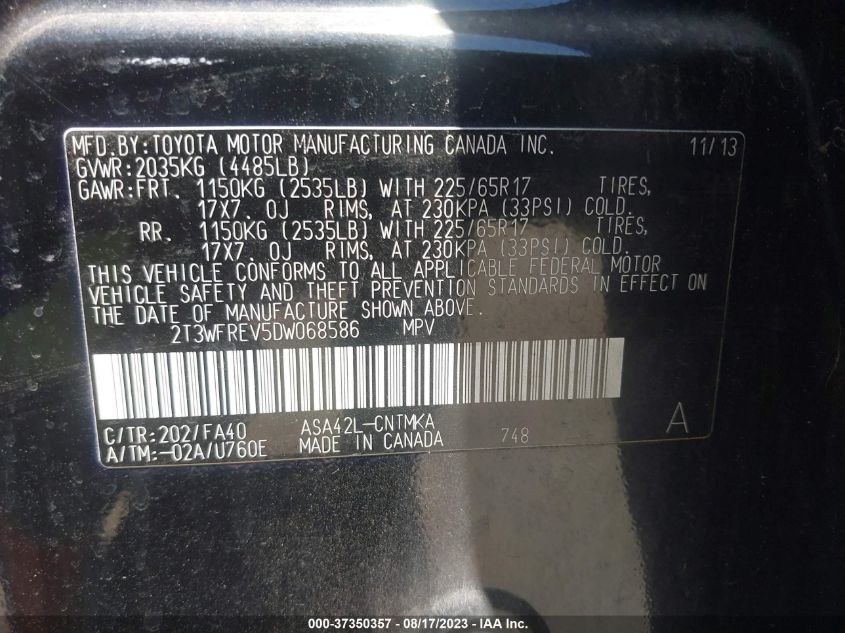 MFD.BY:TOYOTA MOTOR MANUFACTURING CANADA INC. 11/13
GVWR:2035KG (4485LB)
GAWR:FRT. 1150KG (2535LB) WITH 225/65R17 TIRES,
17X7. 0J RIMS, AT 230KPA (33PSI) COLD.
RR. 1150KG (2535LB) WITH 225/65R17 TIRES,
17X7. 0J RIMS, AT 230KPA (33PSI) COLD.
THIS VEHICLE CONFORMS TO ALL APPLICABLE FEDERAL MOTOR
VEHICLE SAFETY AND THEFT PREVENTION STANDARDS IN EFFECT ON
THE DATE OF MANUFACTURE SHOWN ABOVE.
2T3WFREV5DW068586 MPV
C/TR:202/FA40 ASA42L-CNTMKA A
A/TM:-02A/U760E MADE IN CANADA 748
000-37350357 - 08/17/2023 - IAA Inc.